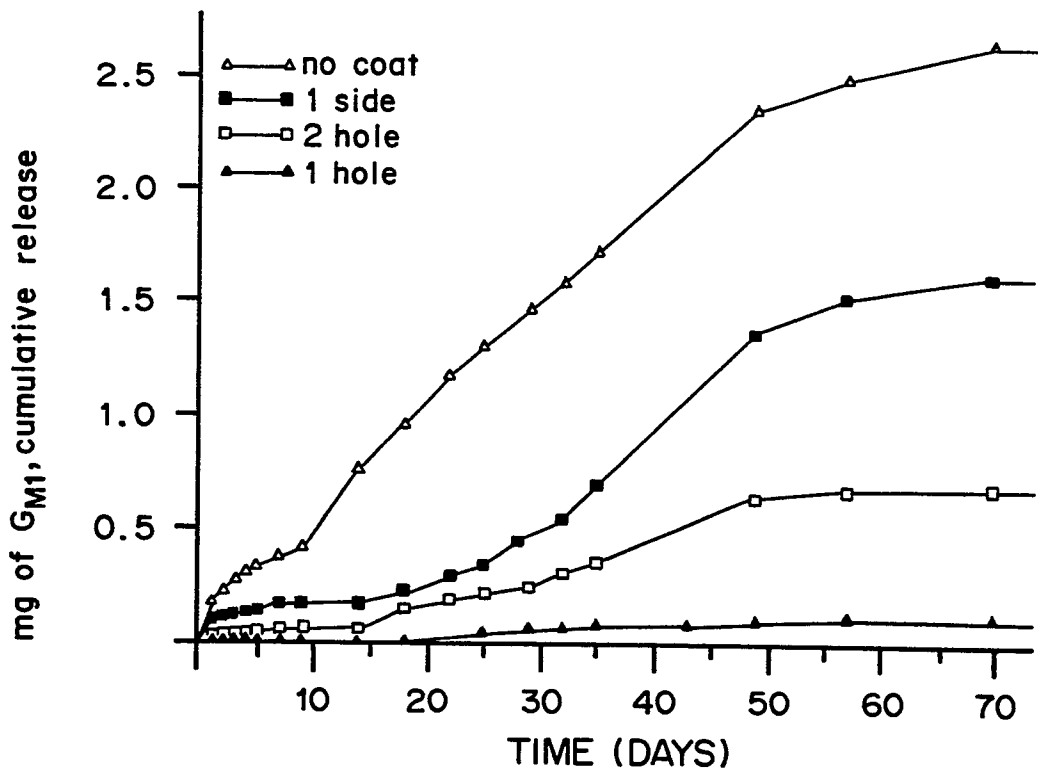 mg of GM1, cumulative release
2.5
2.0
1.5
1.0
0.5
no coat
1 side
2 hole
1 hole
10 20 30 40 50 60 70
TIME (DAYS)